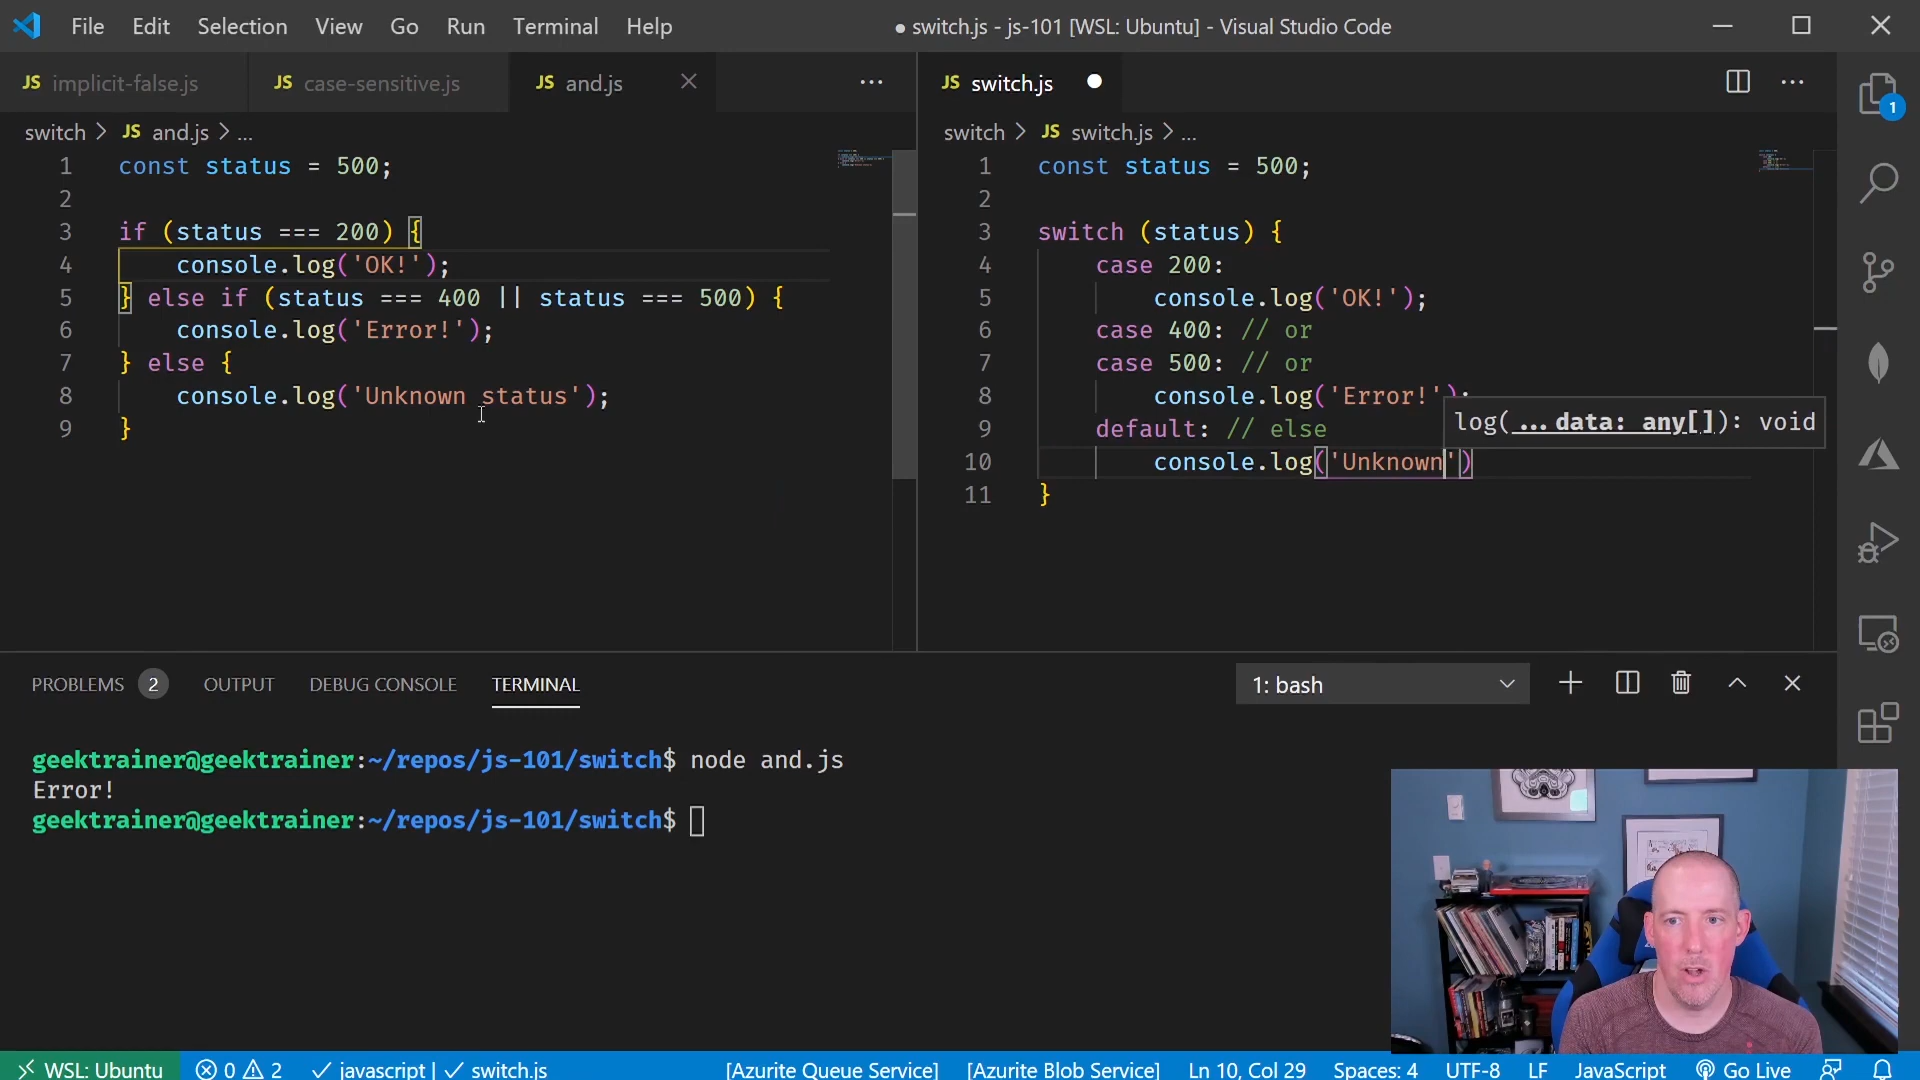 File Edit Selection View Go Run Terminal Help
● switch.js - js-101 [WSL: Ubuntu] - Visual Studio Code
JS implicit-false.js JS case-sensitive.js JS and.js
JS switch.js
switch > JS and.js > ...
1 const status = 500;
2
3 if (status === 200) {
4 console.log('OK!');
5 } else if (status === 400 || status === 500) {
6 console.log('Error!');
7 } else {
8 console.log('Unknown status');
9 }
switch > JS switch.js > ...
1 const status = 500;
2
3 switch (status) {
4 case 200:
5 console.log('OK!');
6 case 400: // or
7 case 500: // or
8 console.log('Error!');
9 default: // else
10 console.log('Unknown')
11 }
log(...data: any[]): void
1
PROBLEMS 2 OUTPUT DEBUG CONSOLE TERMINAL
1: bash
geektrainer@geektrainer:~/repos/js-101/switch$ node and.js
Error!
geektrainer@geektrainer:~/repos/js-101/switch$
WSL: Ubuntu 0 2 ✓ javascript | ✓ switch.js [Azurite Queue Service] [Azurite Blob Service] Ln 10, Col 29 Spaces: 4 UTF-8 LF JavaScript Go Live